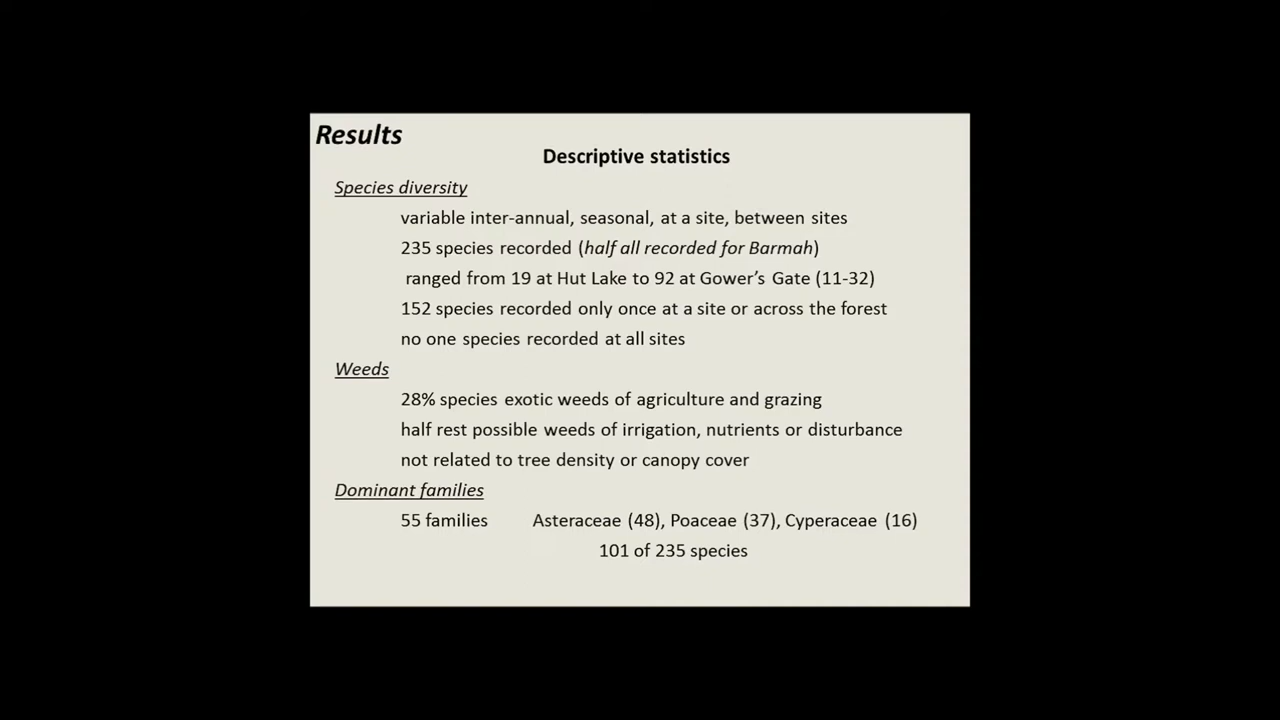 Results
Descriptive statistics
Species diversity
variable inter-annual, seasonal, at a site, between sites
235 species recorded (half all recorded for Barmah)
ranged from 19 at Hut Lake to 92 at Gower’s Gate (11-32)
152 species recorded only once at a site or across the forest
no one species recorded at all sites
Weeds
28% species exotic weeds of agriculture and grazing
half rest possible weeds of irrigation, nutrients or disturbance
not related to tree density or canopy cover
Dominant families
55 families Asteraceae (48), Poaceae (37), Cyperaceae (16)
101 of 235 species